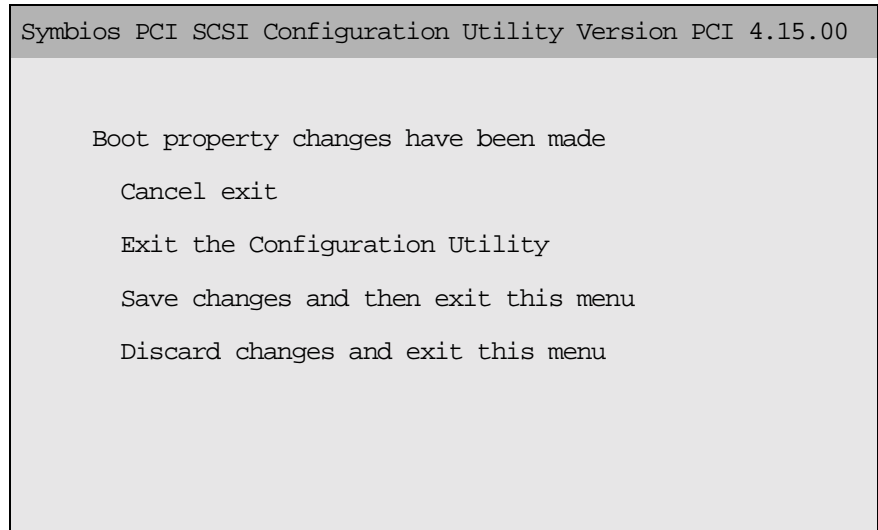 Symbios PCI SCSI Configuration Utility Version PCI 4.15.00
Boot property changes have been made
Cancel exit
Exit the Configuration Utility
Save changes and then exit this menu
Discard changes and exit this menu